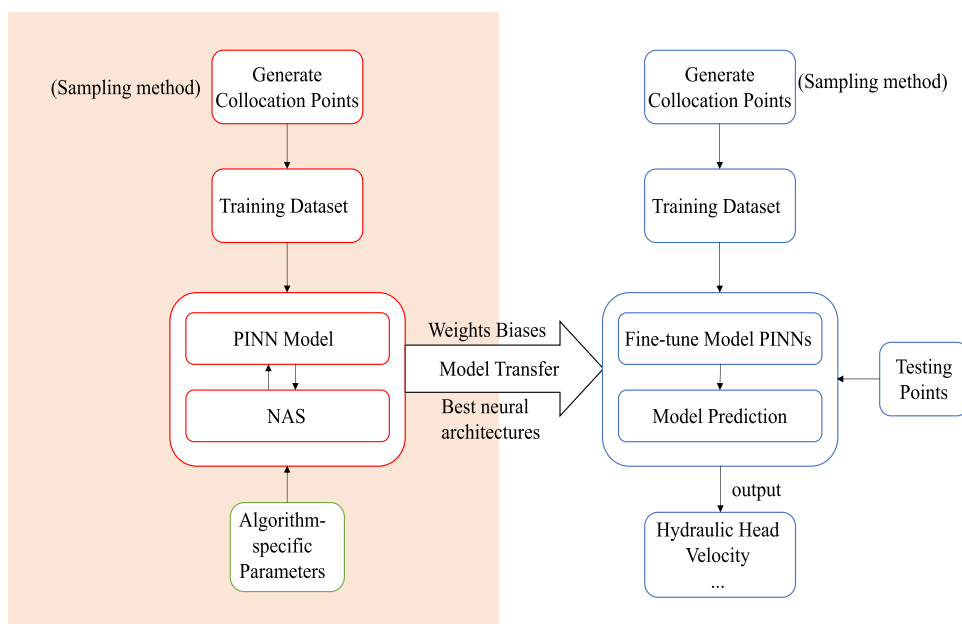 (Sampling method)
Generate
Collocation Points
Training Dataset
PINN Model
NAS
Algorithm-
specific
Parameters
Weights Biases
Model Transfer
Best neural
architectures
Generate
Collocation Points
(Sampling method)
Training Dataset
Fine-tune Model PINNs
Model Prediction
Testing
Points
output
Hydraulic Head
Velocity
...